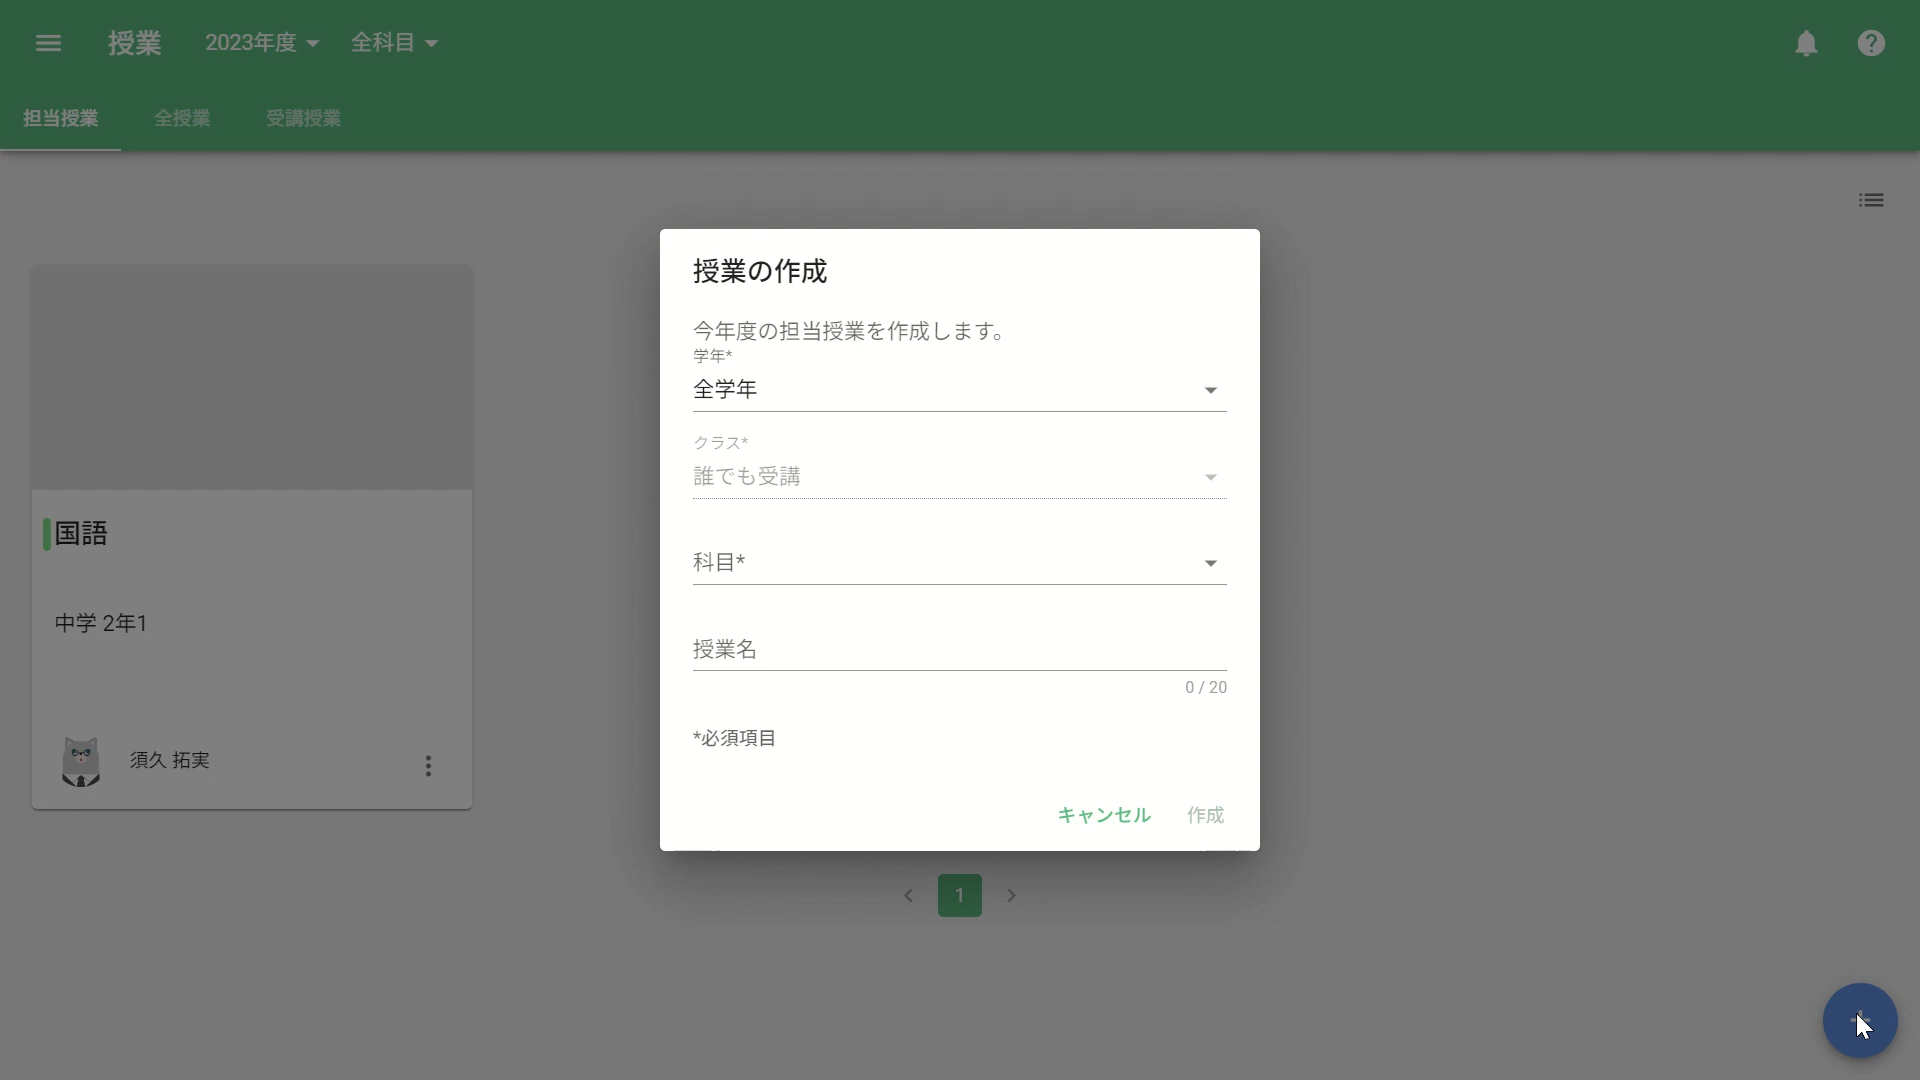 授業 2023年度 全科目
担当授業 全授業 受講授業
国語
中学 2年1
須久 拓実
授業の作成
今年度の担当授業を作成します。
学年*
全学年
クラス*
誰でも受講
科目*
授業名
0 / 20
*必須項目
キャンセル 作成
1